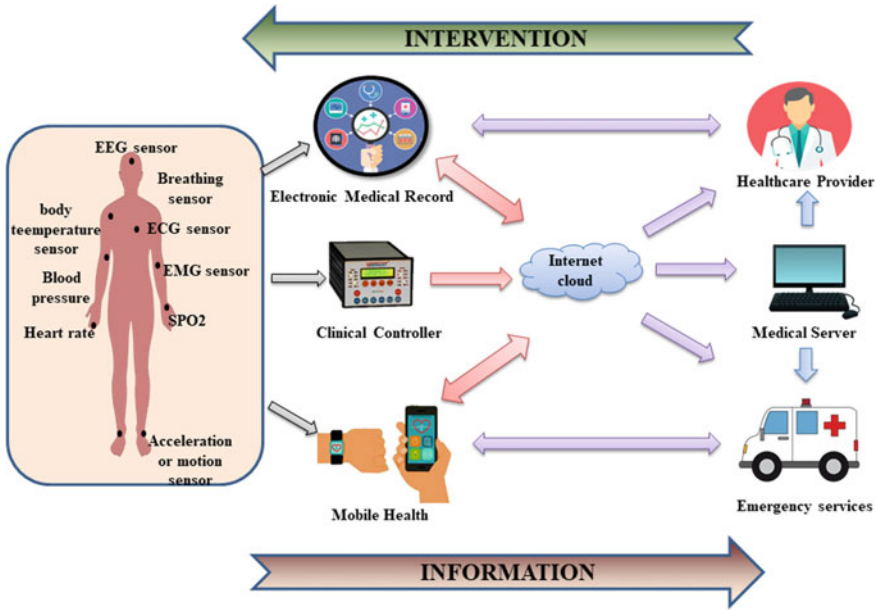 INTERVENTION
EEG sensor
Breathing
sensor
body
teemperature
sensor
ECG sensor
EMG sensor
Blood
pressure
SPO2
Heart rate
Acceleration
or motion
sensor
Electronic Medical Record
Clinical Controller
Mobile Health
Internet
cloud
Healthcare Provider
Medical Server
Emergency services
INFORMATION